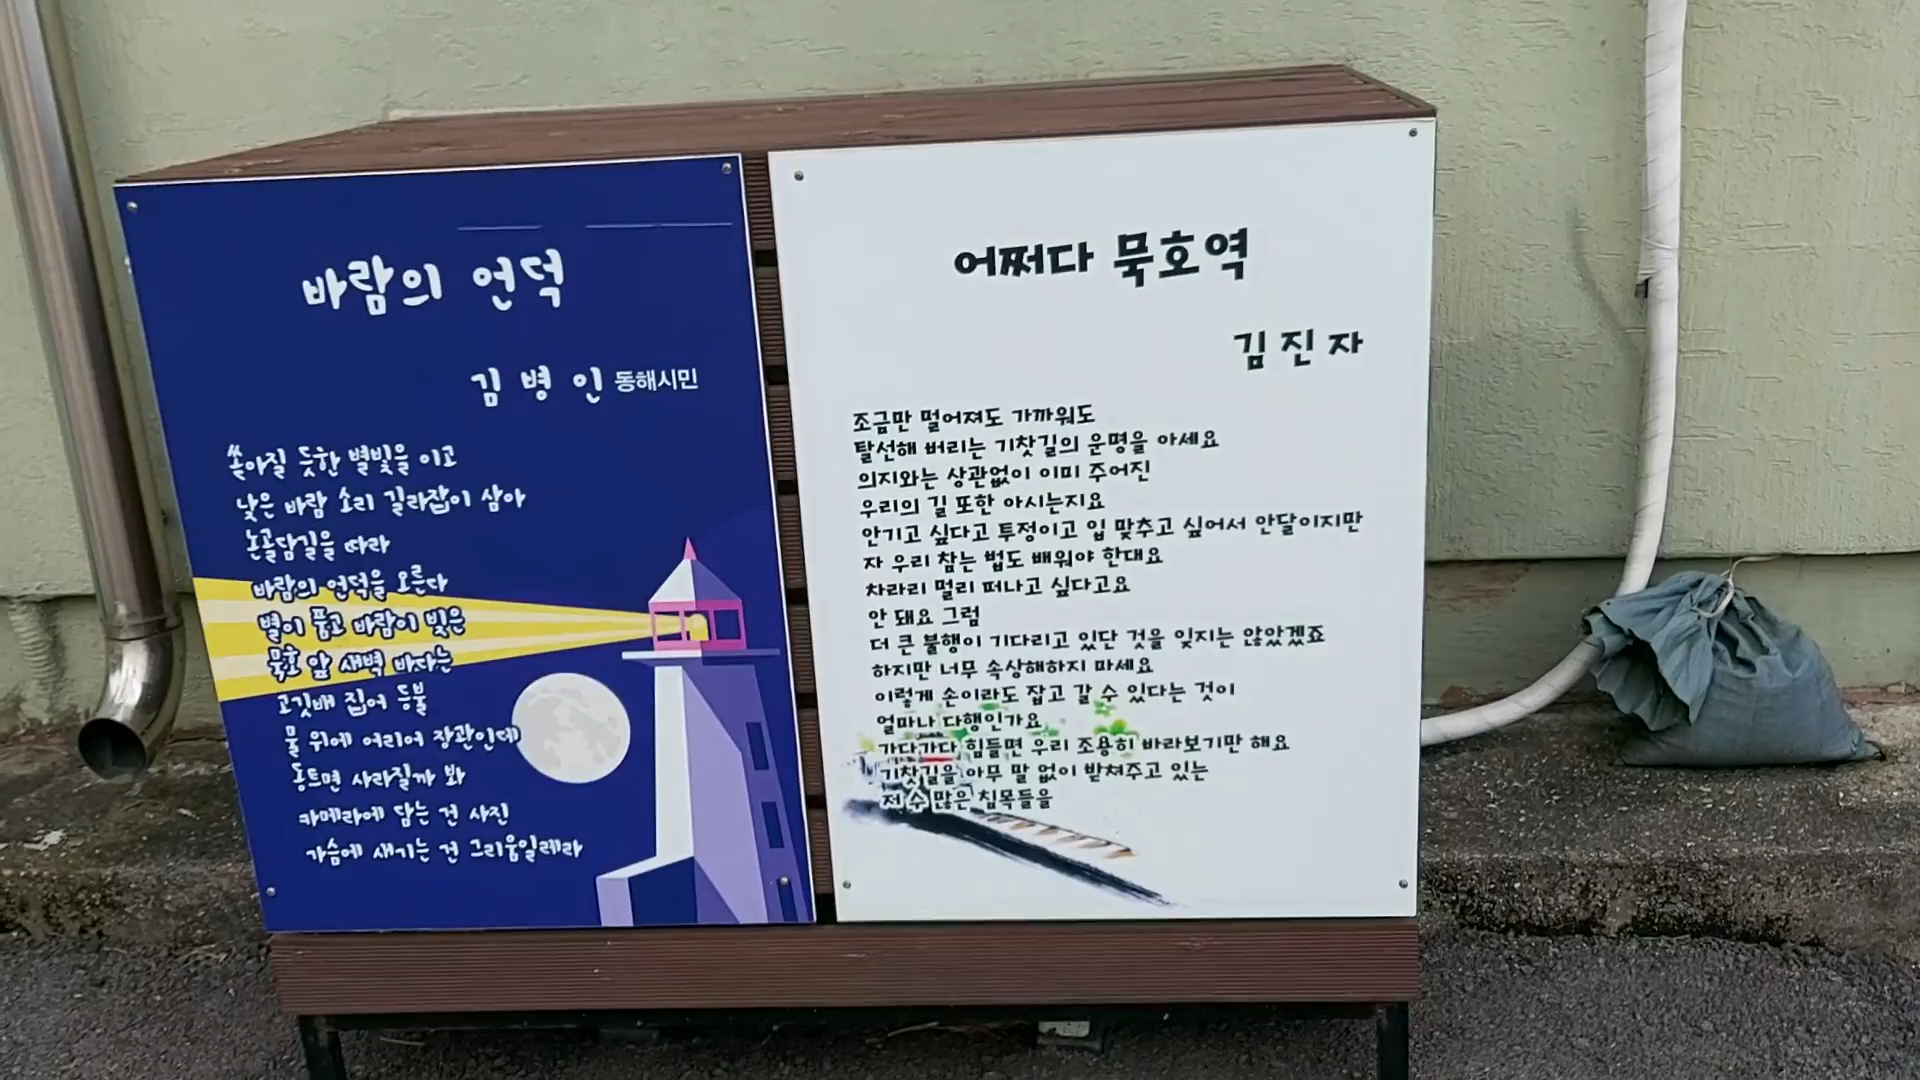 바람의 언덕
김 병 인 동해시민
쏟아질 듯한 별빛을 이고
낮은 바람 소리 길라잡이 삼아
논골담길을 따라
바람의 언덕을 오른다
별이 품고 바람이 빚은
묵호 앞 새벽 바다는
고깃배 집어 등불
물 위에 어리어 장관인데
동트면 사라질까 봐
카메라에 담는 건 사진
가슴에 새기는 건 그리움일레라
어쩌다 묵호역
김 진 자
조금만 멀어져도 가까워도
탈선해 버리는 기찻길의 운명을 아세요
의지와는 상관없이 이미 주어진
우리의 길 또한 아시는지요
안기고 싶다고 투정이고 입 맞추고 싶어서 안달이지만
자 우리 참는 법도 배워야 한대요
차라리 멀리 떠나고 싶다고요
안 돼요 그럼
더 큰 불행이 기다리고 있단 것을 잊지는 않았겠죠
하지만 너무 속상해하지 마세요
이렇게 손이라도 잡고 갈 수 있다는 것이
얼마나 다행인가요
가다가다 힘들면 우리 조용히 바라보기만 해요
기찻길을 아무 말 없이 받쳐주고 있는
저 수 많은 침목들을